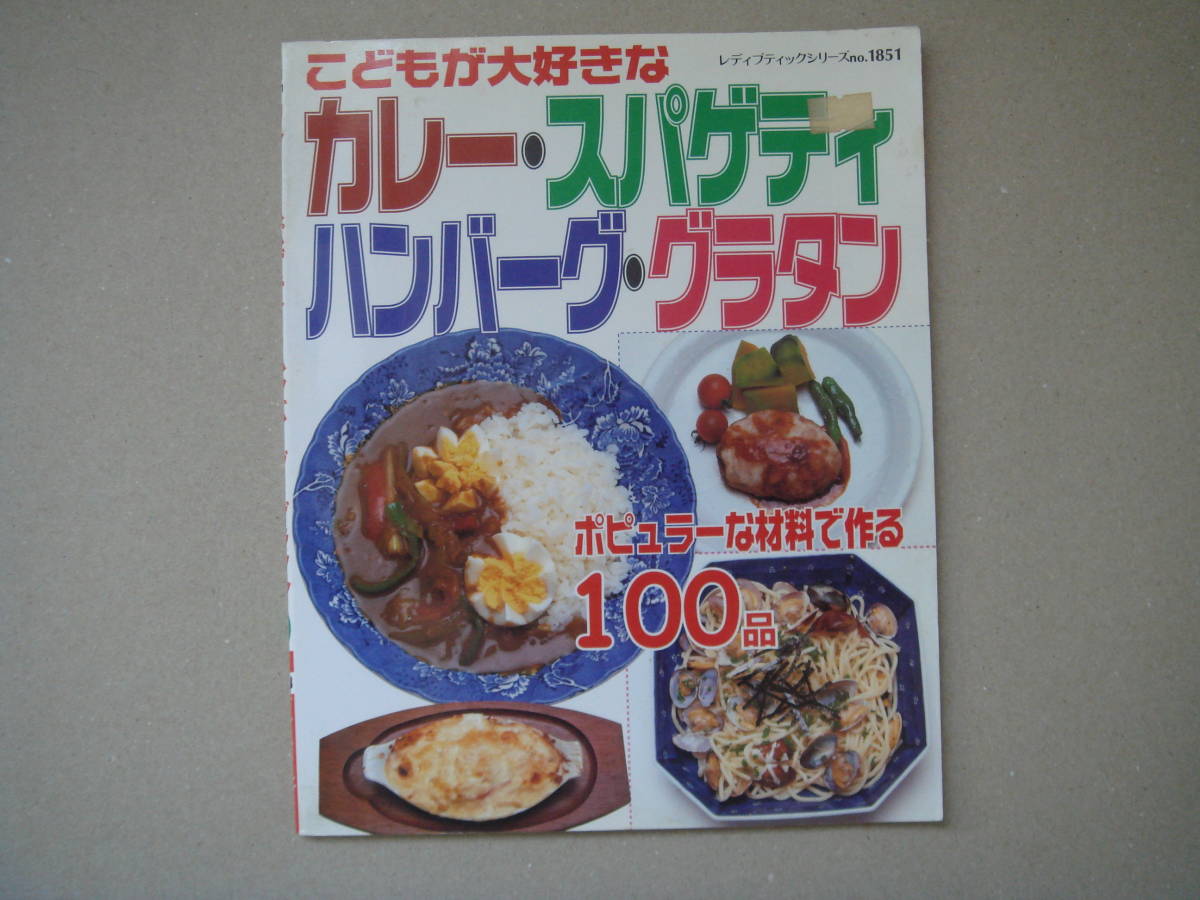 こどもが大好きな
レディブティックシリーズno.1851
カレー・スパゲティ
ハンバーグ・グラタン
ポピュラーな材料で作る
100品